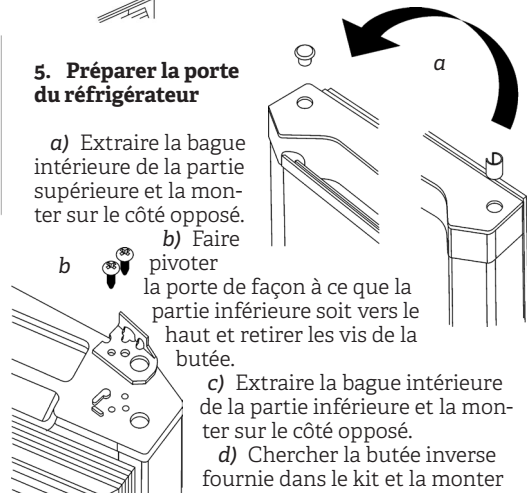 5. Préparer la porte
du réfrigérateur
a
a) Extraire la bague
intérieure de la partie
supérieure et la mon-
ter sur le côté opposé.
b) Faire
b
pivoter
la porte de façon à ce que la
partie inférieure soit vers le
haut et retirer les vis de la
butée.
c) Extraire la bague intérieure
de la partie inférieure et la mon-
ter sur le côté opposé.
d) Chercher la butée inverse
fournie dans le kit et la monter